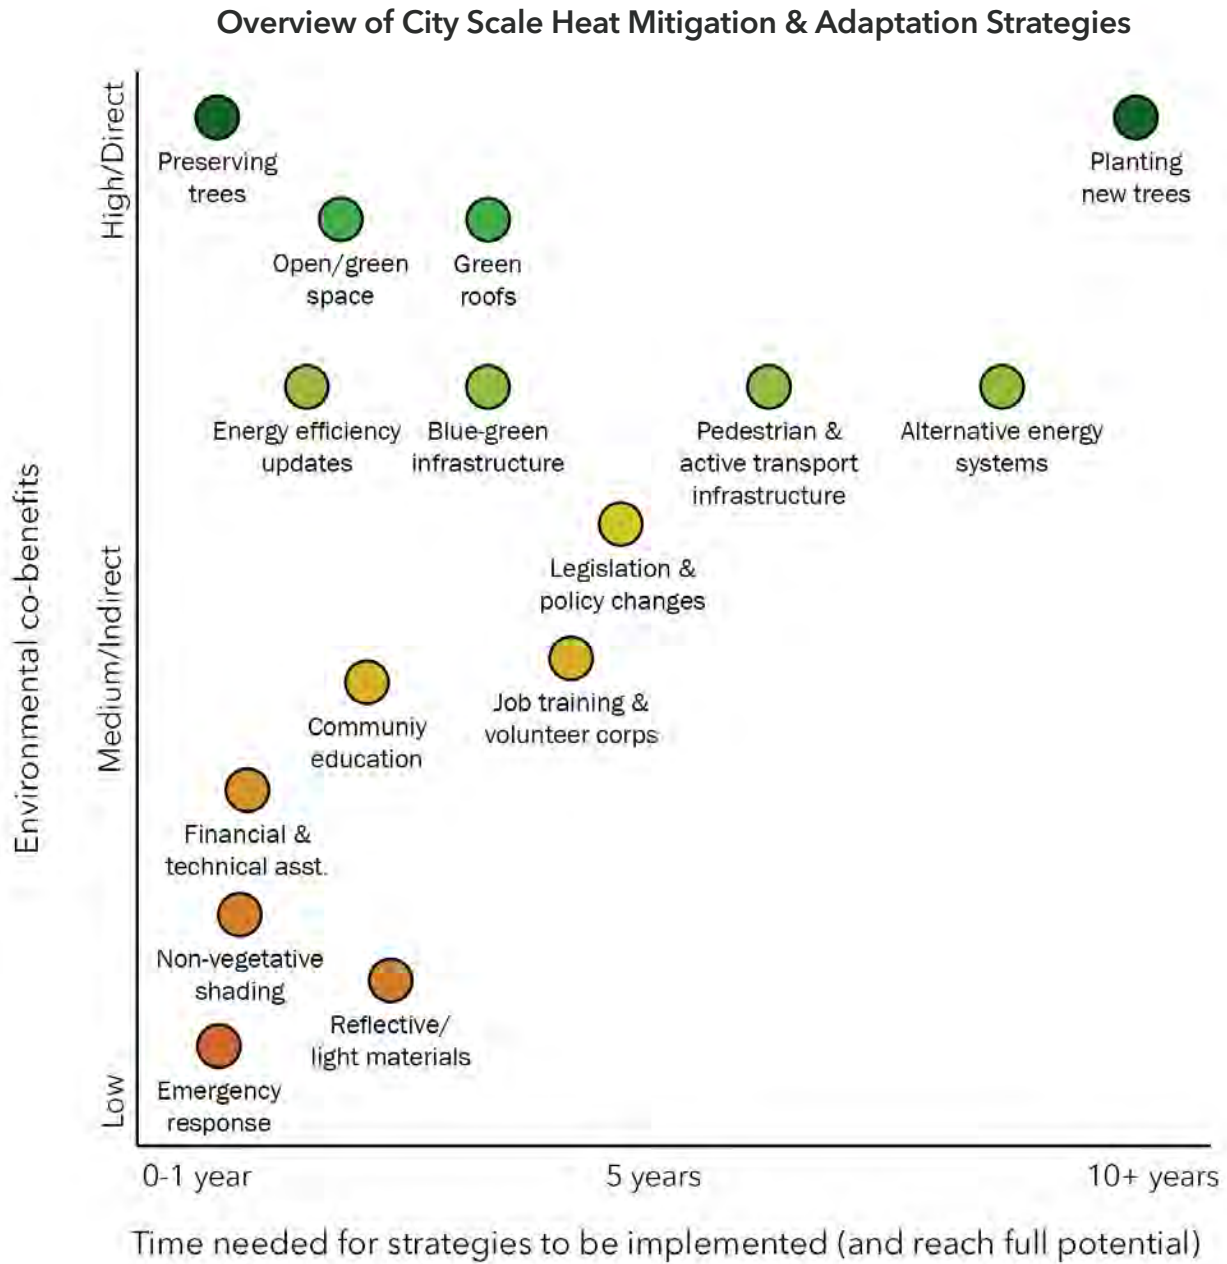 Overview of City Scale Heat Mitigation & Adaptation Strategies
High/Direct
Preserving
trees
Planting
new trees
Open/green
space
Green
roofs
Energy efficiency
updates
Blue-green
infrastructure
Pedestrian &
active transport
infrastructure
Alternative energy
systems
Environmental co-benefits
Medium/Indirect
Legislation &
policy changes
Job training &
volunteer corps
Communiy
education
Financial &
technical asst.
Non-vegetative
shading
Reflective/
light materials
Low
Emergency
response
0-1 year
5 years
10+ years
Time needed for strategies to be implemented (and reach full potential)